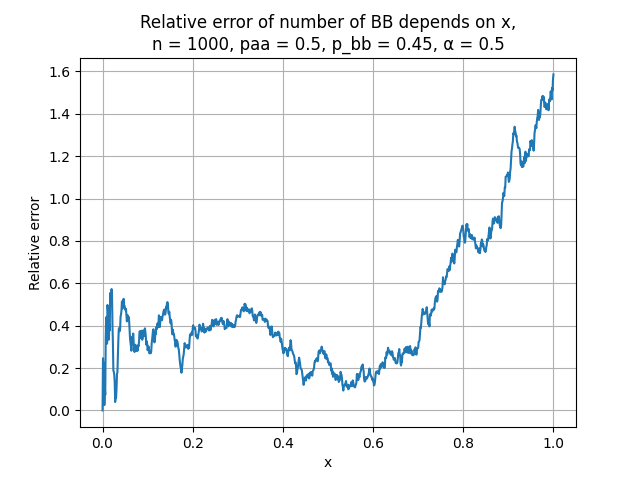 Relative error of number of BB depends on x,
n = 1000, paa = 0.5, p_bb = 0.45, α = 0.5
1.6
1.4
1.2
1.0
0.8
0.6
0.4
0.2
0.0
Relative error
0.0 0.2 0.4 0.6 0.8 1.0
x